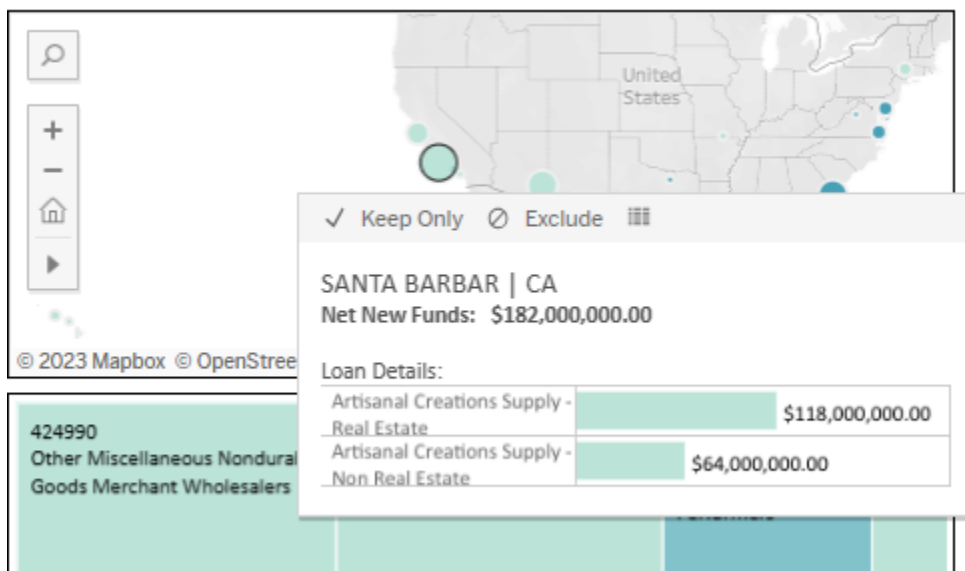 United
States
Keep Only Exclude
SANTA BARBAR | CA
Net New Funds: $182,000,000.00
© 2023 Mapbox © OpenStree
Loan Details:
Artisanal Creations Supply -
Real Estate
$118,000,000.00
Artisanal Creations Supply -
Non Real Estate
$64,000,000.00
424990
Other Miscellaneous Nondural
Goods Merchant Wholesalers